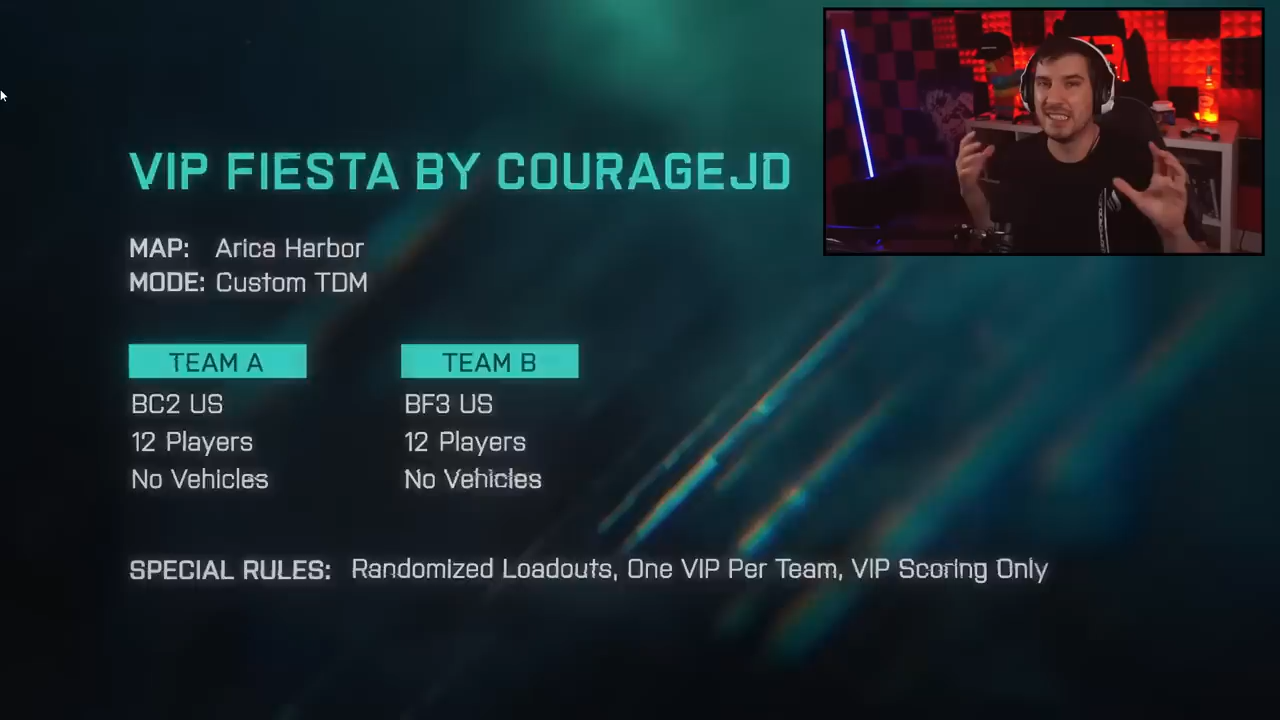 VIP FIESTA BY COURAGEJD
MAP: Arica Harbor
MODE: Custom TDM
TEAM A TEAM B
BC2 US BF3 US
12 Players 12 Players
No Vehicles No Vehicles
SPECIAL RULES: Randomized Loadouts, One VIP Per Team, VIP Scoring Only